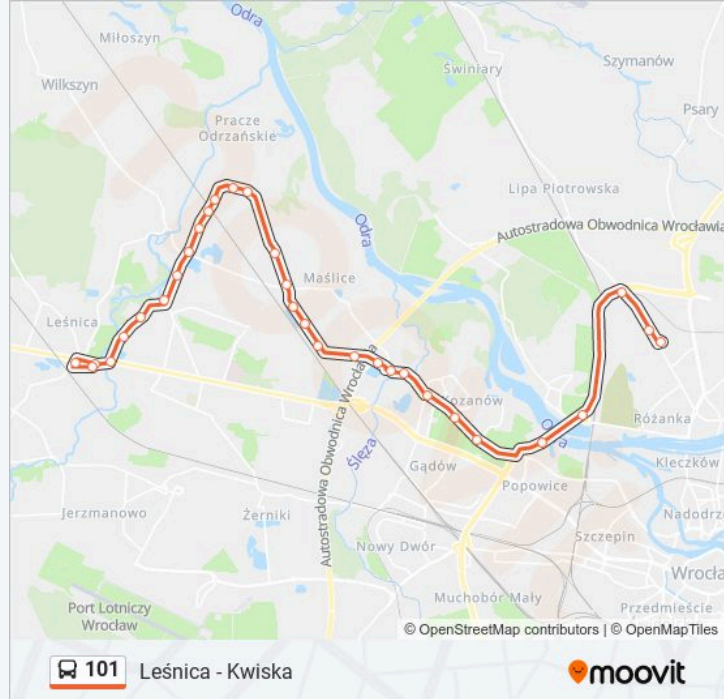 Odra
Miłoszyn
Świniary
Szymanów
Wilkszyn
Psary
Pracze
Odrzańskie
Lipa Piotrowska
Odra
Autostradowa Obwodnica Wrocławia
Maślice
Leśnica
Autostradowa Obwodnica Wrocławia
Kozanów
Odra
Różanka
Ślęza
Gądów
Kleczków
Popowice
Jerzmanowo
Żerniki
Nadodrze
Szczepin
Nowy Dwór
Wrocła
Muchobór Mały
Port Lotniczy
Wrocław
Przedmieście
© OpenStreetMap contributors | © OpenMapTiles
101 Leśnica - Kwiska
moovit